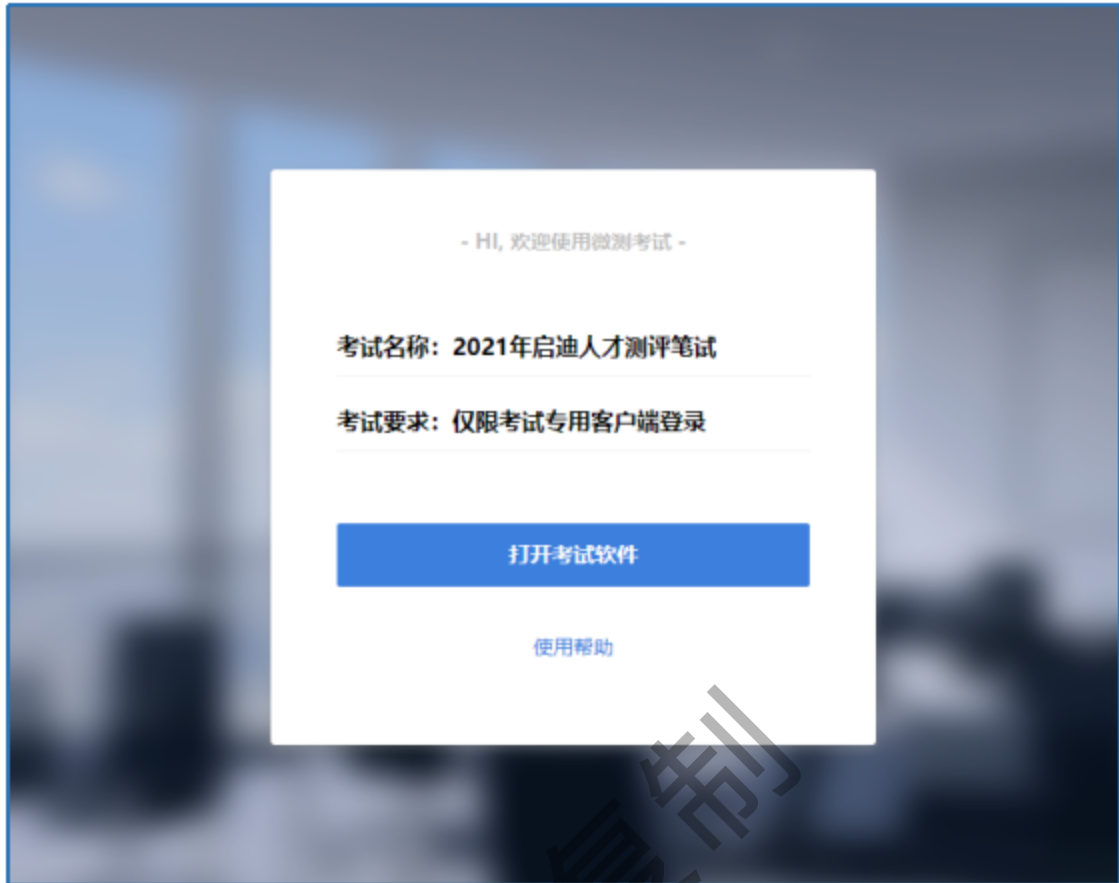 - HI, 欢迎使用微测考试 -
考试名称：2021年启迪人才测评笔试
考试要求：仅限考试专用客户端登录
打开考试软件
使用帮助
复制